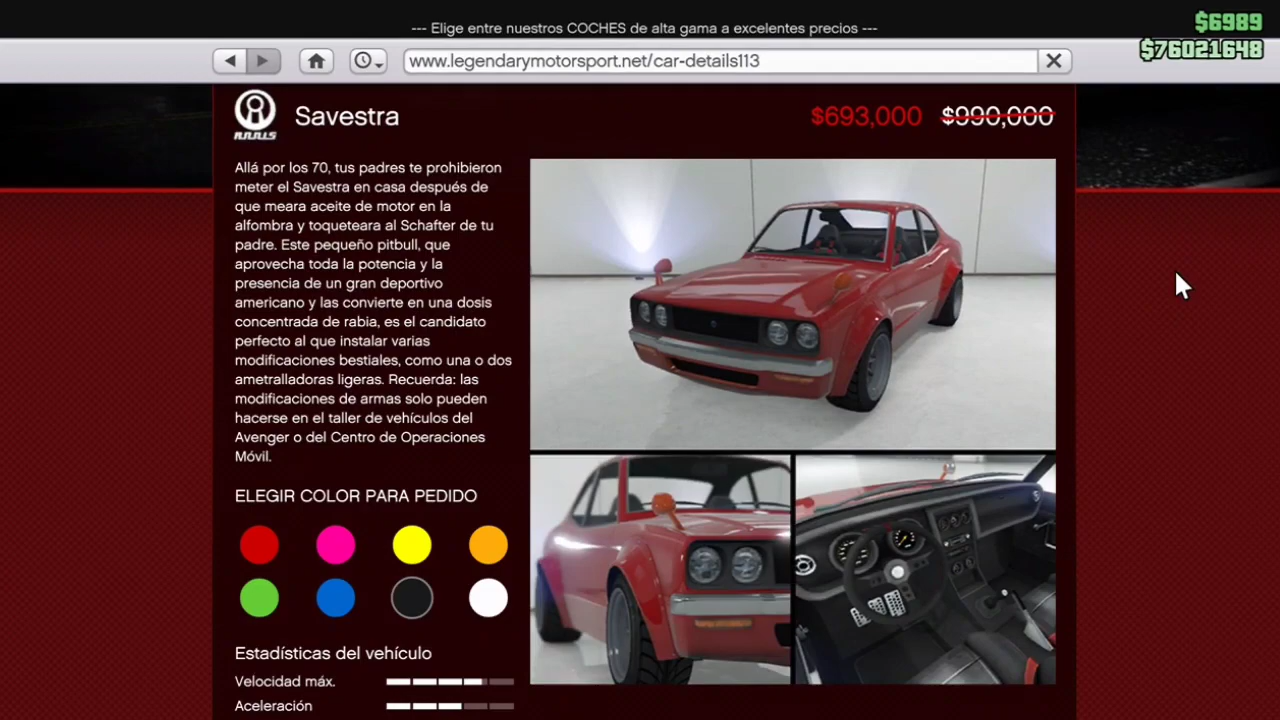 --- Elige entre nuestros COCHES de alta gama a excelentes precios ---
$6989
$76021648
www.legendarymotorsport.net/car-details113
ANNIS
Savestra
$693,000 $990,000
Allá por los 70, tus padres te prohibieron
meter el Savestra en casa después de
que meara aceite de motor en la
alfombra y toqueteara al Schafter de tu
padre. Este pequeño pitbull, que
aprovecha toda la potencia y la
presencia de un gran deportivo
americano y las convierte en una dosis
concentrada de rabia, es el candidato
perfecto al que instalar varias
modificaciones bestiales, como una o dos
ametralladoras ligeras. Recuerda: las
modificaciones de armas solo pueden
hacerse en el taller de vehículos del
Avenger o del Centro de Operaciones
Móvil.
ELEGIR COLOR PARA PEDIDO
Estadísticas del vehículo
Velocidad máx.
Aceleración